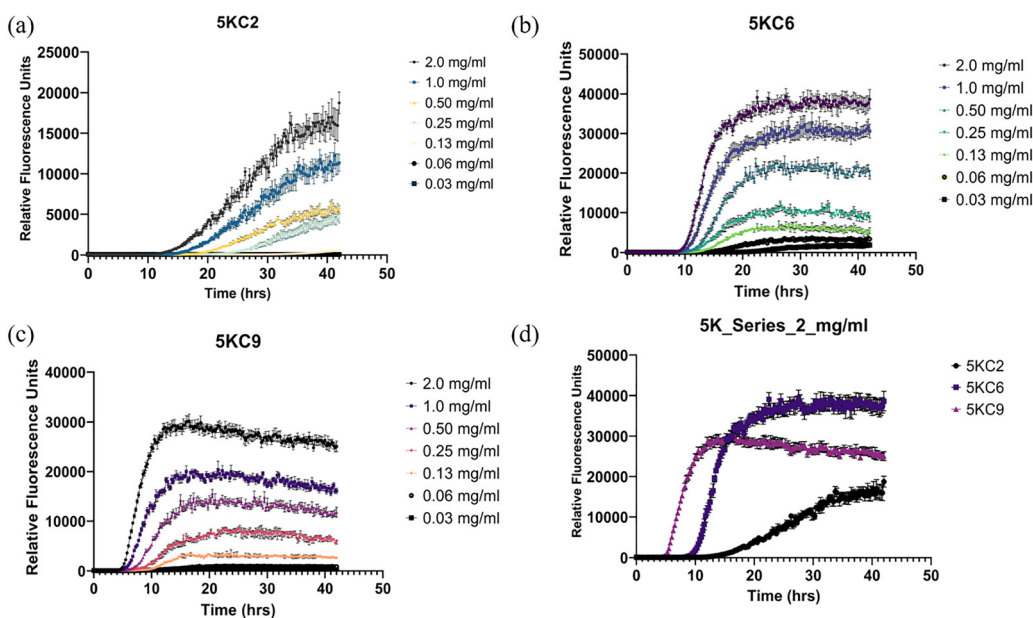 (a)
5KC2
Relative Fluorescence Units
25000
20000
15000
10000
5000
0
0 10 20 30 40 50
Time (hrs)
2.0 mg/ml
1.0 mg/ml
0.50 mg/ml
0.25 mg/ml
0.13 mg/ml
0.06 mg/ml
0.03 mg/ml
(b)
5KC6
Relative Fluorescence Units
50000
40000
30000
20000
10000
0
0 10 20 30 40 50
Time (hrs)
2.0 mg/ml
1.0 mg/ml
0.50 mg/ml
0.25 mg/ml
0.13 mg/ml
0.06 mg/ml
0.03 mg/ml
(c)
5KC9
Relative Fluorescence Units
40000
30000
20000
10000
0
0 10 20 30 40 50
Time (hrs)
2.0 mg/ml
1.0 mg/ml
0.50 mg/ml
0.25 mg/ml
0.13 mg/ml
0.06 mg/ml
0.03 mg/ml
(d)
5K_Series_2_mg/ml
Relative Fluorescence Units
50000
40000
30000
20000
10000
0
0 10 20 30 40 50
Time (hrs)
5KC2
5KC6
5KC9